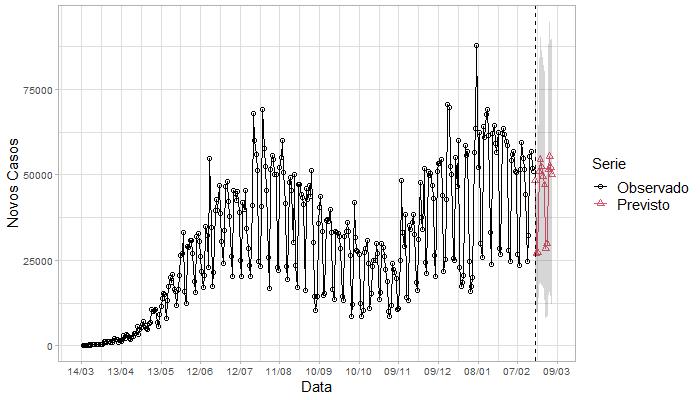 Novos Casos
75000
50000
25000
0
14/03 13/04 13/05 12/06 12/07 11/08 10/09 10/10 09/11 09/12 08/01 07/02 09/03
Data
Serie
Observado
Previsto